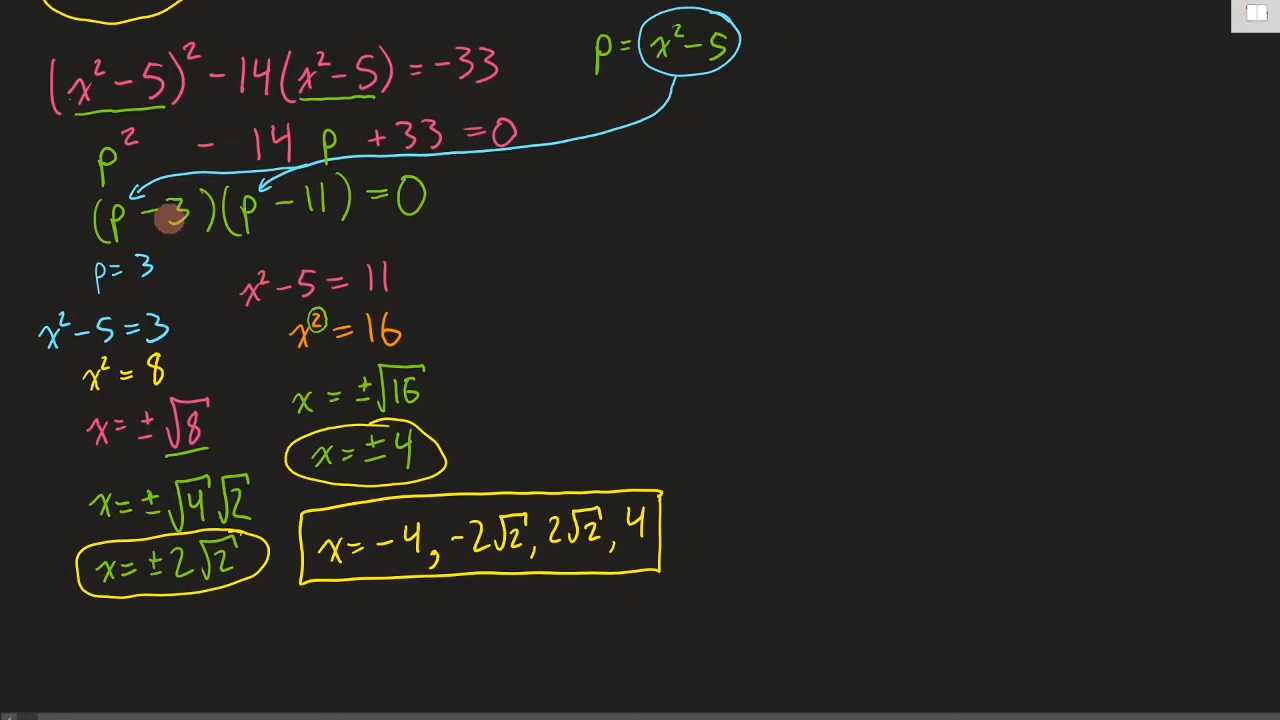 (x² - 5)² - 14(x² - 5) = -33
p = x² - 5
p² - 14 p + 33 = 0
(p - 3)(p - 11) = 0
p = 3
x² - 5 = 3
x² = 8
x = ±√8
x = ±√4 √2
x = ±2√2
x² - 5 = 11
x² = 16
x = ±√16
x = ±4
x = -4, -2√2, 2√2, 4